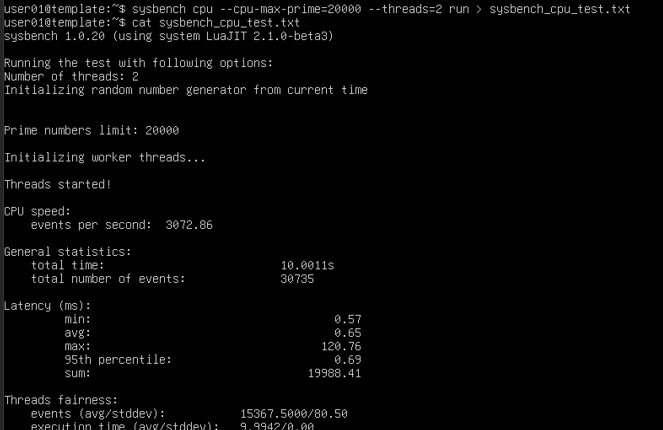 user01@template:~$ sysbench cpu --cpu-max-prime=20000 --threads=2 run > sysbench_cpu_test.txt
user01@template:~$ cat sysbench_cpu_test.txt
sysbench 1.0.20 (using system LuaJIT 2.1.0-beta3)
Running the test with following options:
Number of threads: 2
Initializing random number generator from current time
Prime numbers limit: 20000
Initializing worker threads...
Threads started!
CPU speed:
events per second: 3072.86
General statistics:
total time: 10.0011s
total number of events: 30735
Latency (ms):
min: 0.57
avg: 0.65
max: 120.76
95th percentile: 0.69
sum: 19988.41
Threads fairness:
events (avg/stddev): 15367.5000/80.50
execution time (avg/stddev): 9.9942/0.00